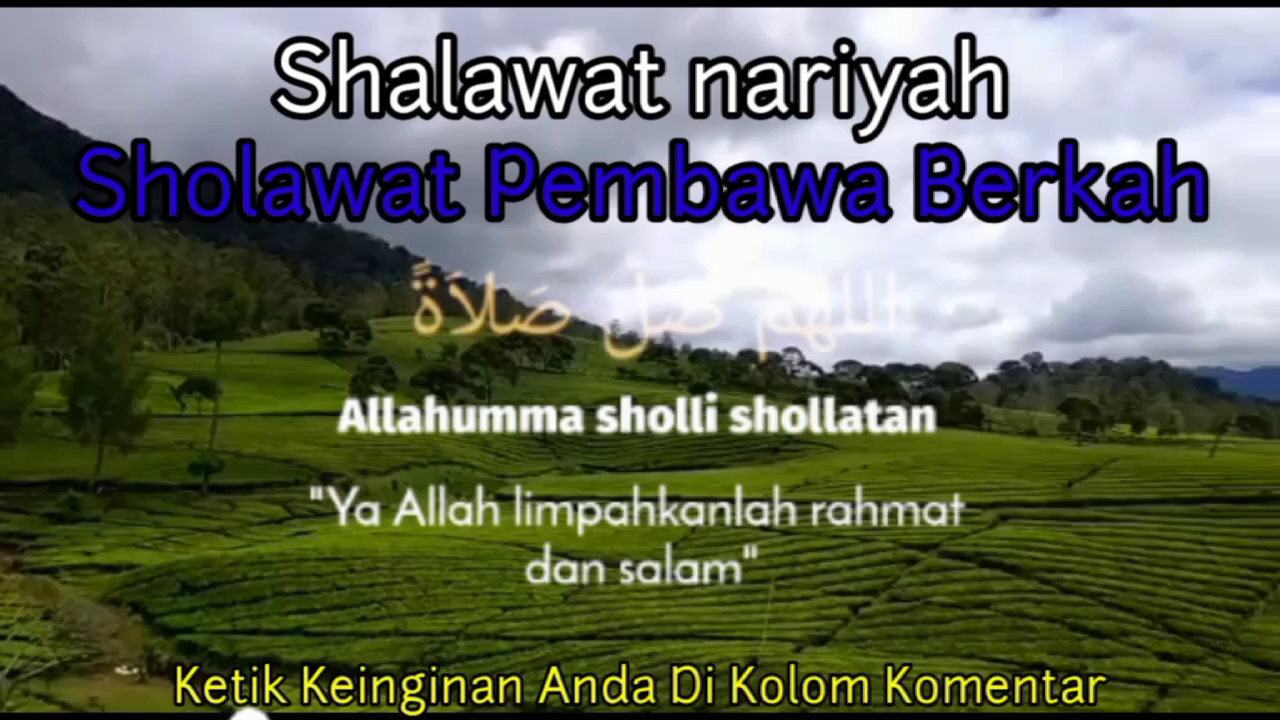 Shalawat nariyah
Sholawat Pembawa Berkah
اللهم صل صَلاَةً
Allahumma sholli shollatan
"Ya Allah limpahkanlah rahmat
dan salam"
Ketik Keinginan Anda Di Kolom Komentar